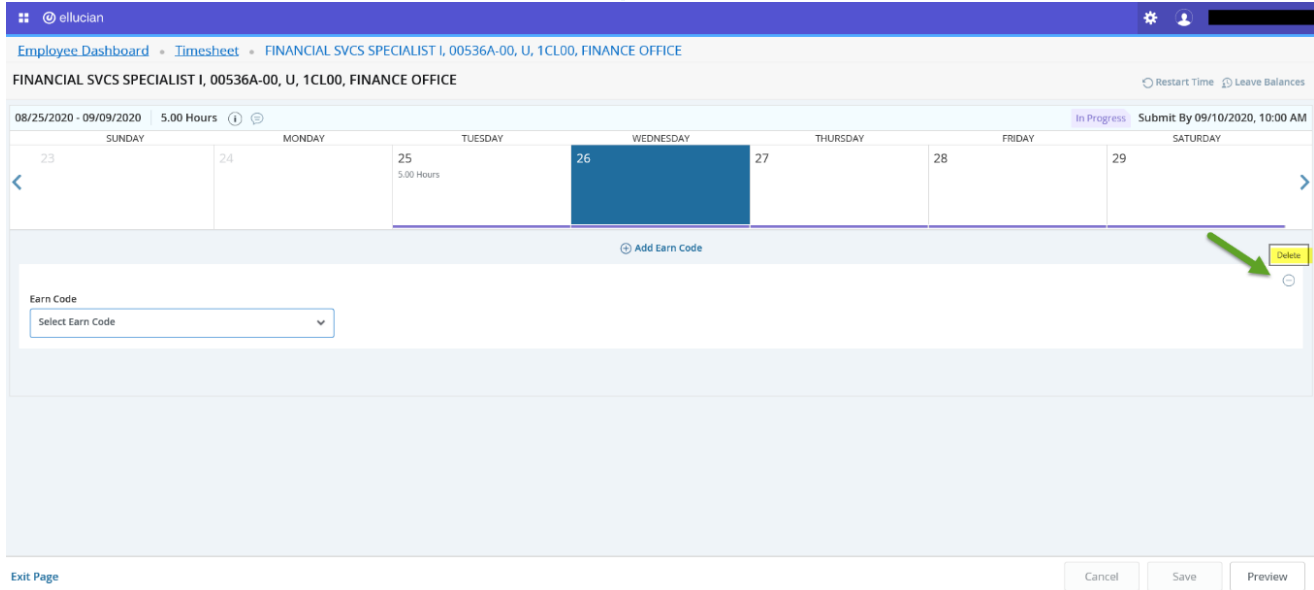 ellucian
Employee Dashboard • Timesheet • FINANCIAL SVCS SPECIALIST I, 00536A-00, U, 1CL00, FINANCE OFFICE
FINANCIAL SVCS SPECIALIST I, 00536A-00, U, 1CL00, FINANCE OFFICE
Restart Time Leave Balances
08/25/2020 - 09/09/2020 5.00 Hours In Progress Submit By 09/10/2020, 10:00 AM
SUNDAY MONDAY TUESDAY WEDNESDAY THURSDAY FRIDAY SATURDAY
23 24 25 26 27 28 29
5.00 Hours
Add Earn Code
Delete
Earn Code
Select Earn Code
Exit Page Cancel Save Preview